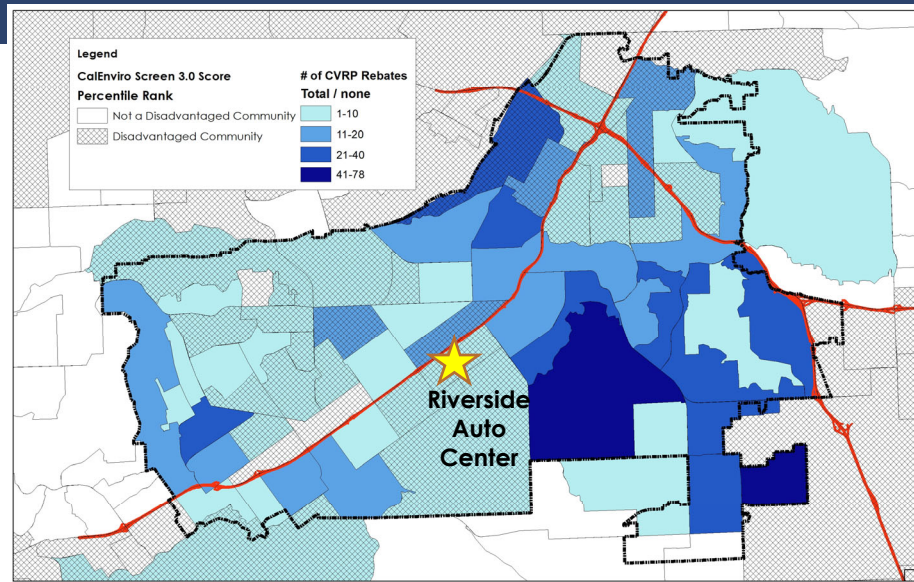 Legend
CalEnviro Screen 3.0 Score
Percentile Rank
Not a Disadvantaged Community
Disadvantaged Community
# of CVRP Rebates
Total / none
1-10
11-20
21-40
41-78
Riverside
Auto
Center